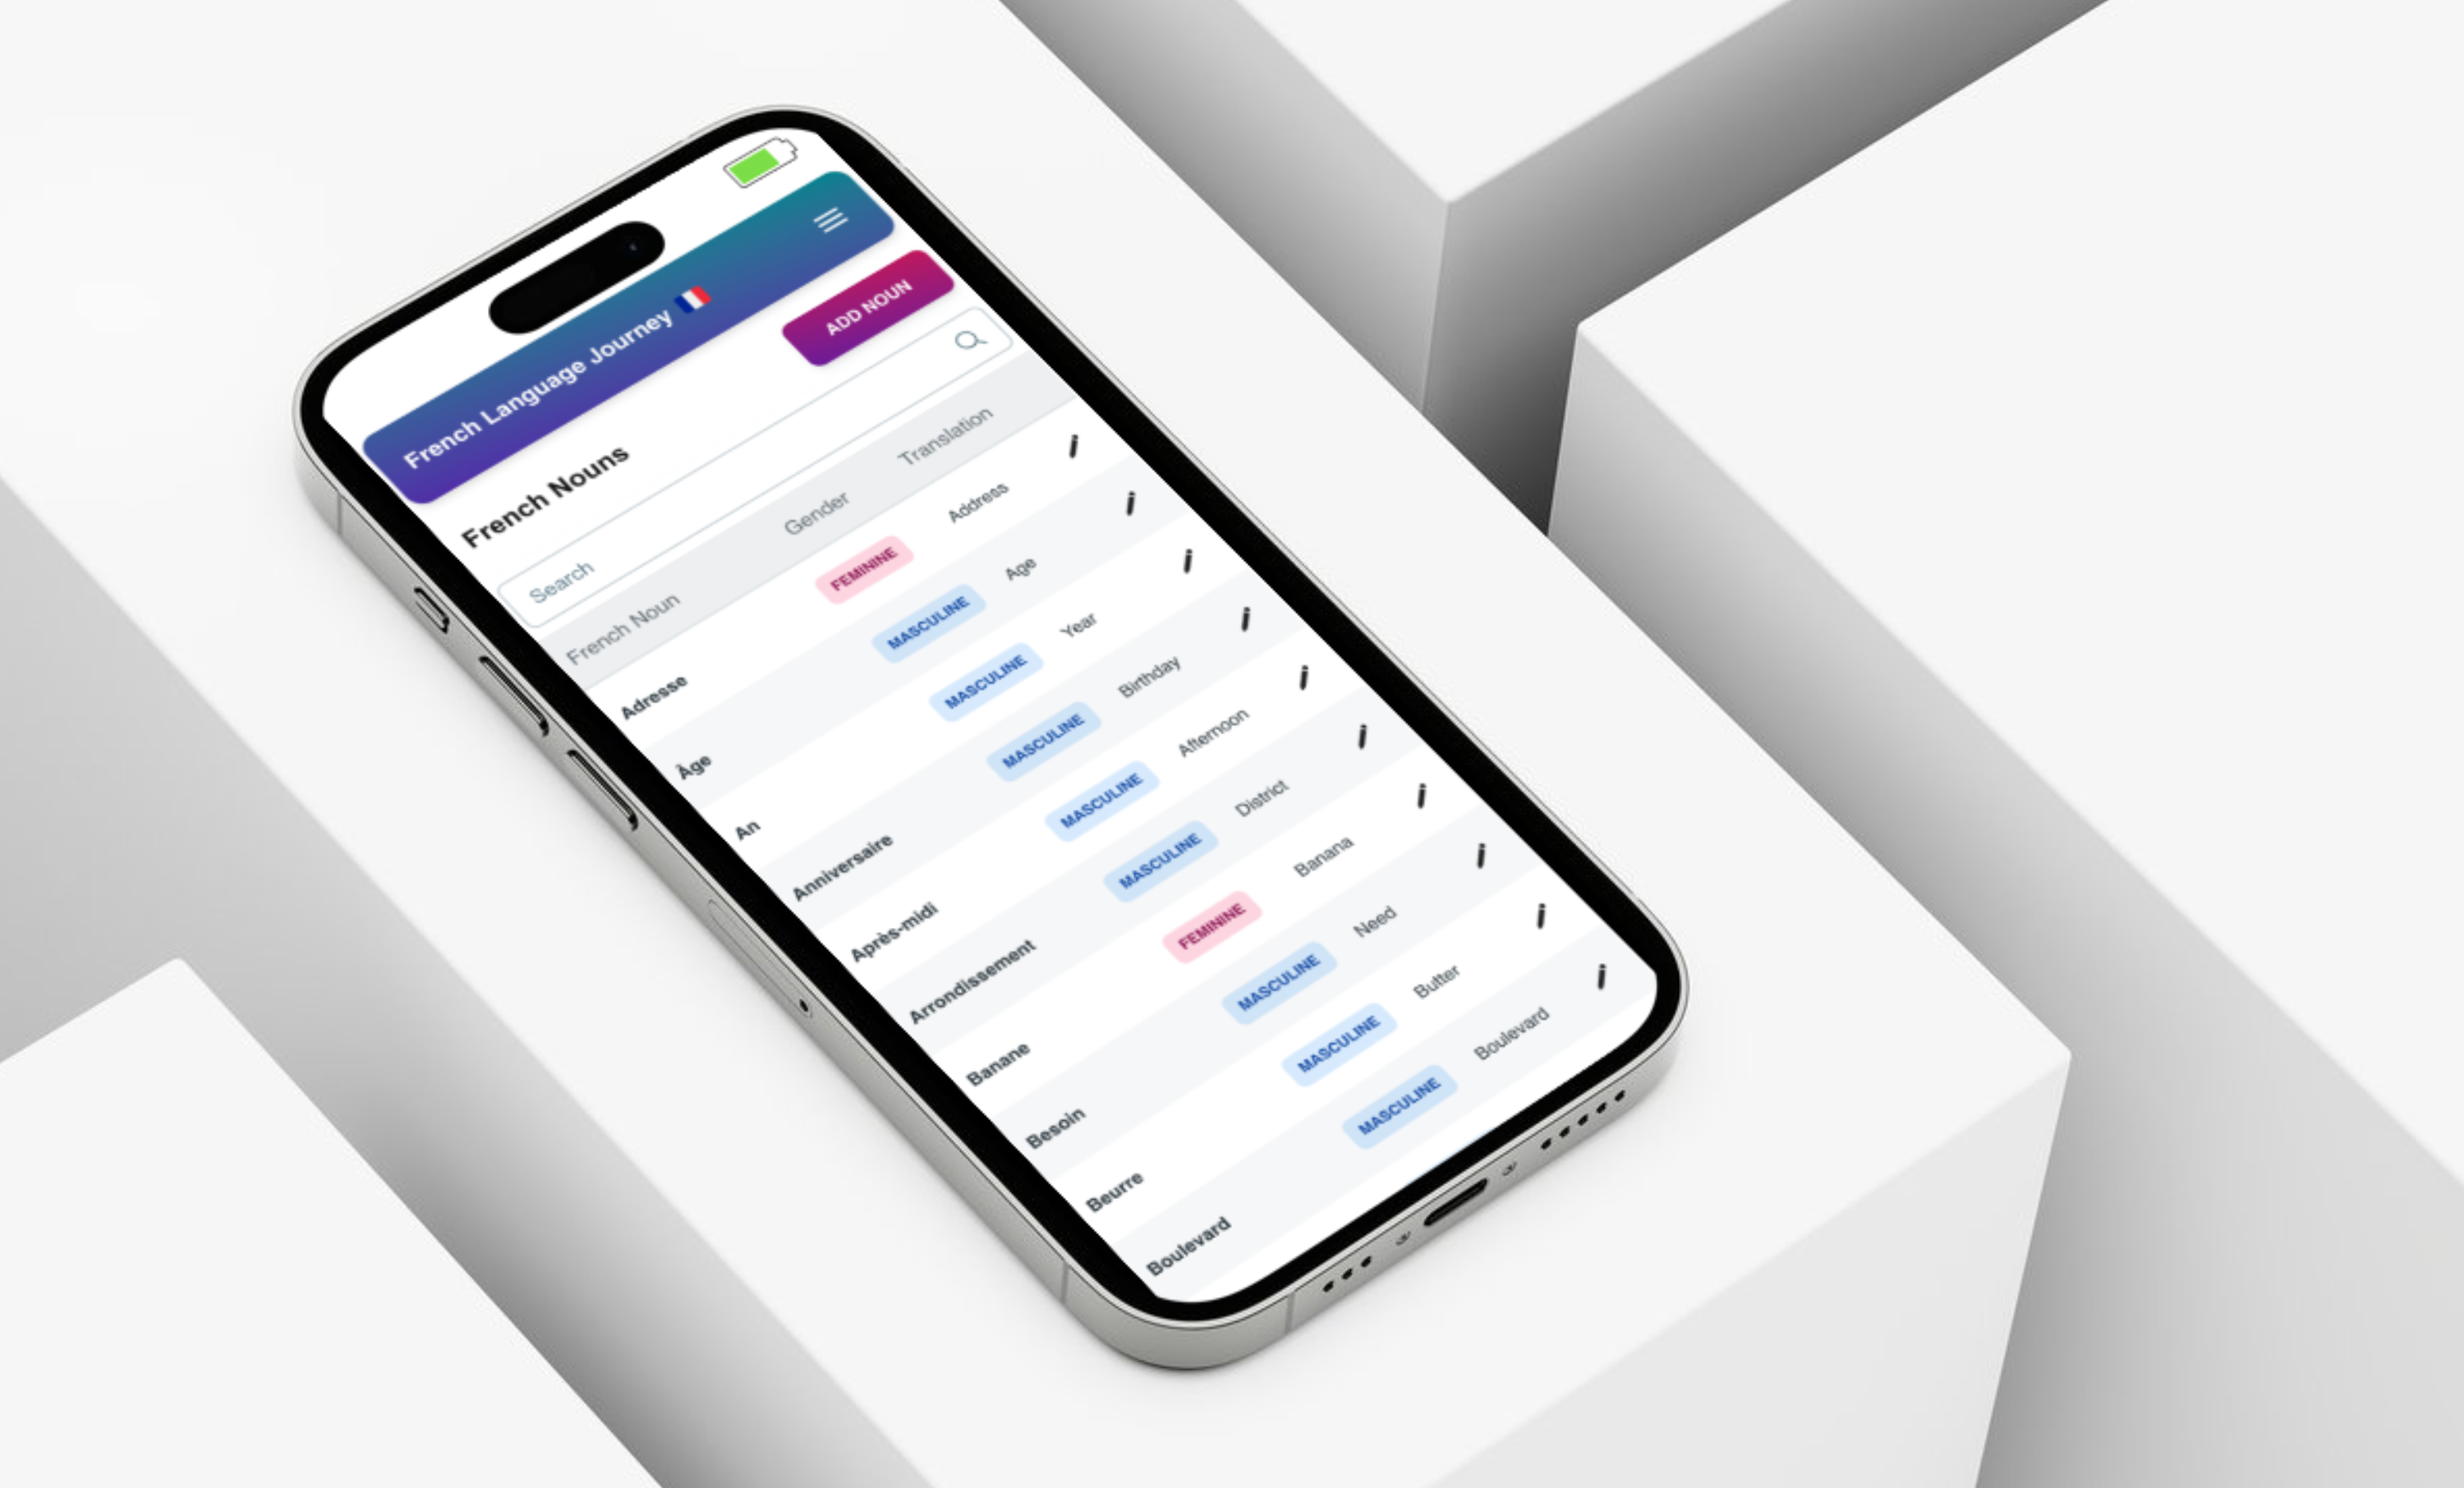 French Language Journey
French Nouns
ADD NOUN
Search
French Noun Gender Translation
Adresse FEMININE Address
Âge MASCULINE Age
An MASCULINE Year
Anniversaire MASCULINE Birthday
Après-midi MASCULINE Afternoon
Arrondissement MASCULINE District
Banane FEMININE Banana
Besoin MASCULINE Need
Beurre MASCULINE Butter
Boulevard MASCULINE Boulevard